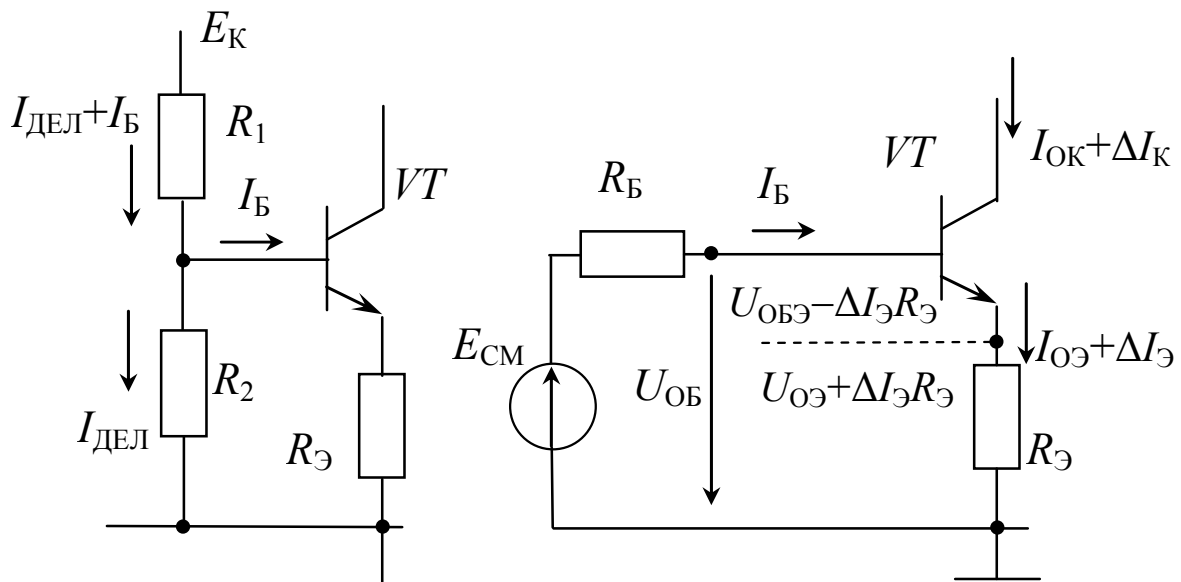 E_К
I_ДЕЛ+I_Б
R_1
I_Б
VT
R_2
I_ДЕЛ
R_Э
R_Б
I_Б
VT
I_ОК+ΔI_К
E_СМ
U_ОБ
U_ОБЭ−ΔI_ЭR_Э
U_ОЭ+ΔI_ЭR_Э
I_ОЭ+ΔI_Э
R_Э